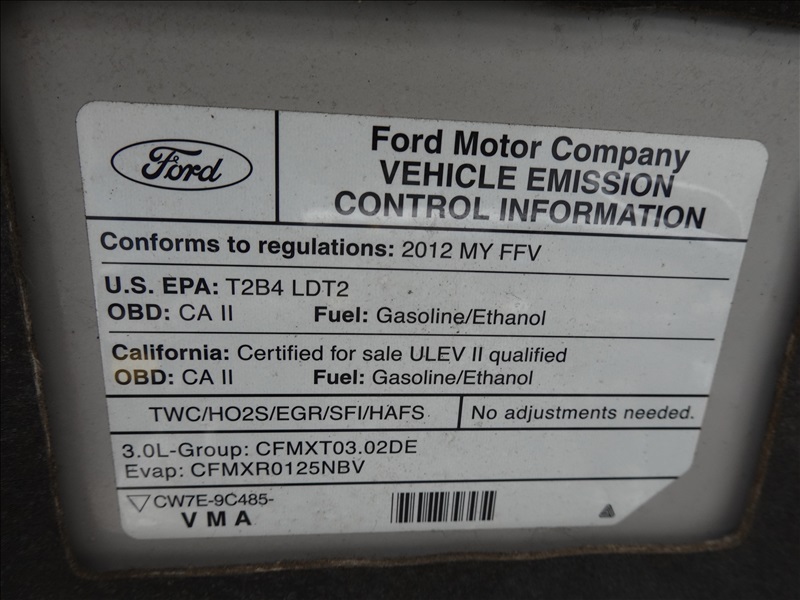 Ford
Ford Motor Company
VEHICLE EMISSION
CONTROL INFORMATION
Conforms to regulations: 2012 MY FFV
U.S. EPA: T2B4 LDT2
OBD: CA II Fuel: Gasoline/Ethanol
California: Certified for sale ULEV II qualified
OBD: CA II Fuel: Gasoline/Ethanol
TWC/HO2S/EGR/SFI/HAFS No adjustments needed.
3.0L-Group: CFMXT03.02DE
Evap: CFMXR0125NBV
CW7E-9C485-
VMA